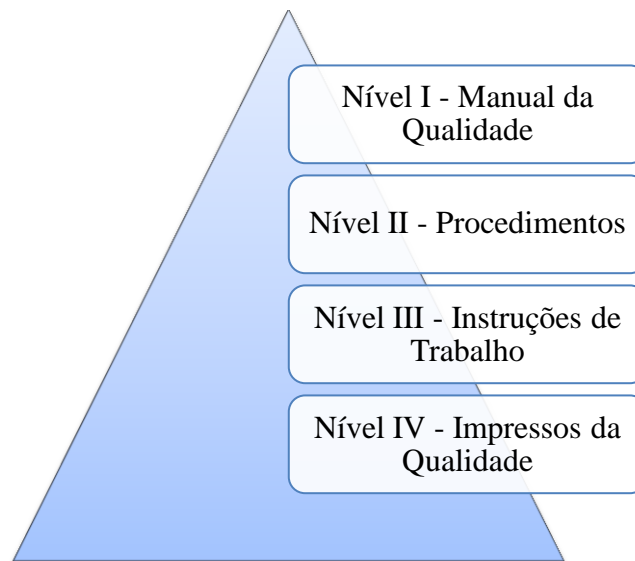 Nível I - Manual da
Qualidade
Nível II - Procedimentos
Nível III - Instruções de
Trabalho
Nível IV - Impressos da
Qualidade